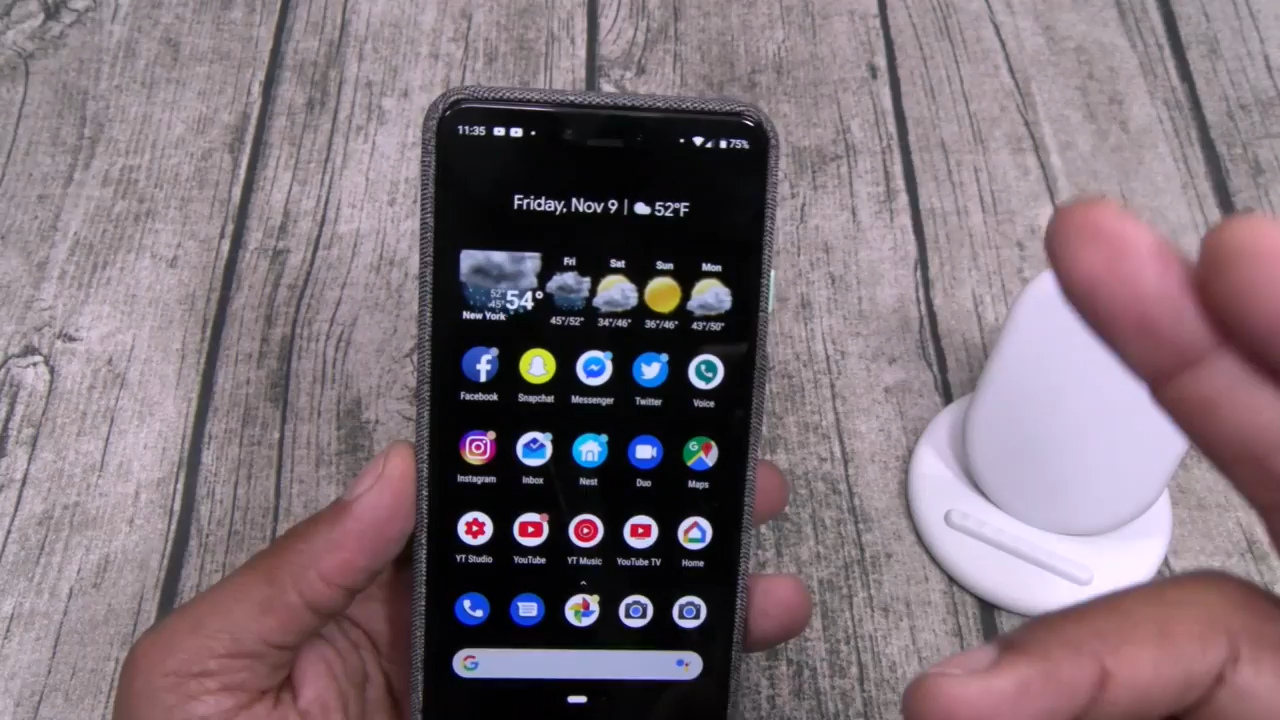 11:35 75%
Friday, Nov 9 | 52°F
Fri Sat Sun Mon
52°
45° 54°
New York
45°/52° 34°/46° 36°/46° 43°/50°
Facebook Snapchat Messenger Twitter Voice
Instagram Inbox Nest Duo Maps
YT Studio YouTube YT Music YouTube TV Home